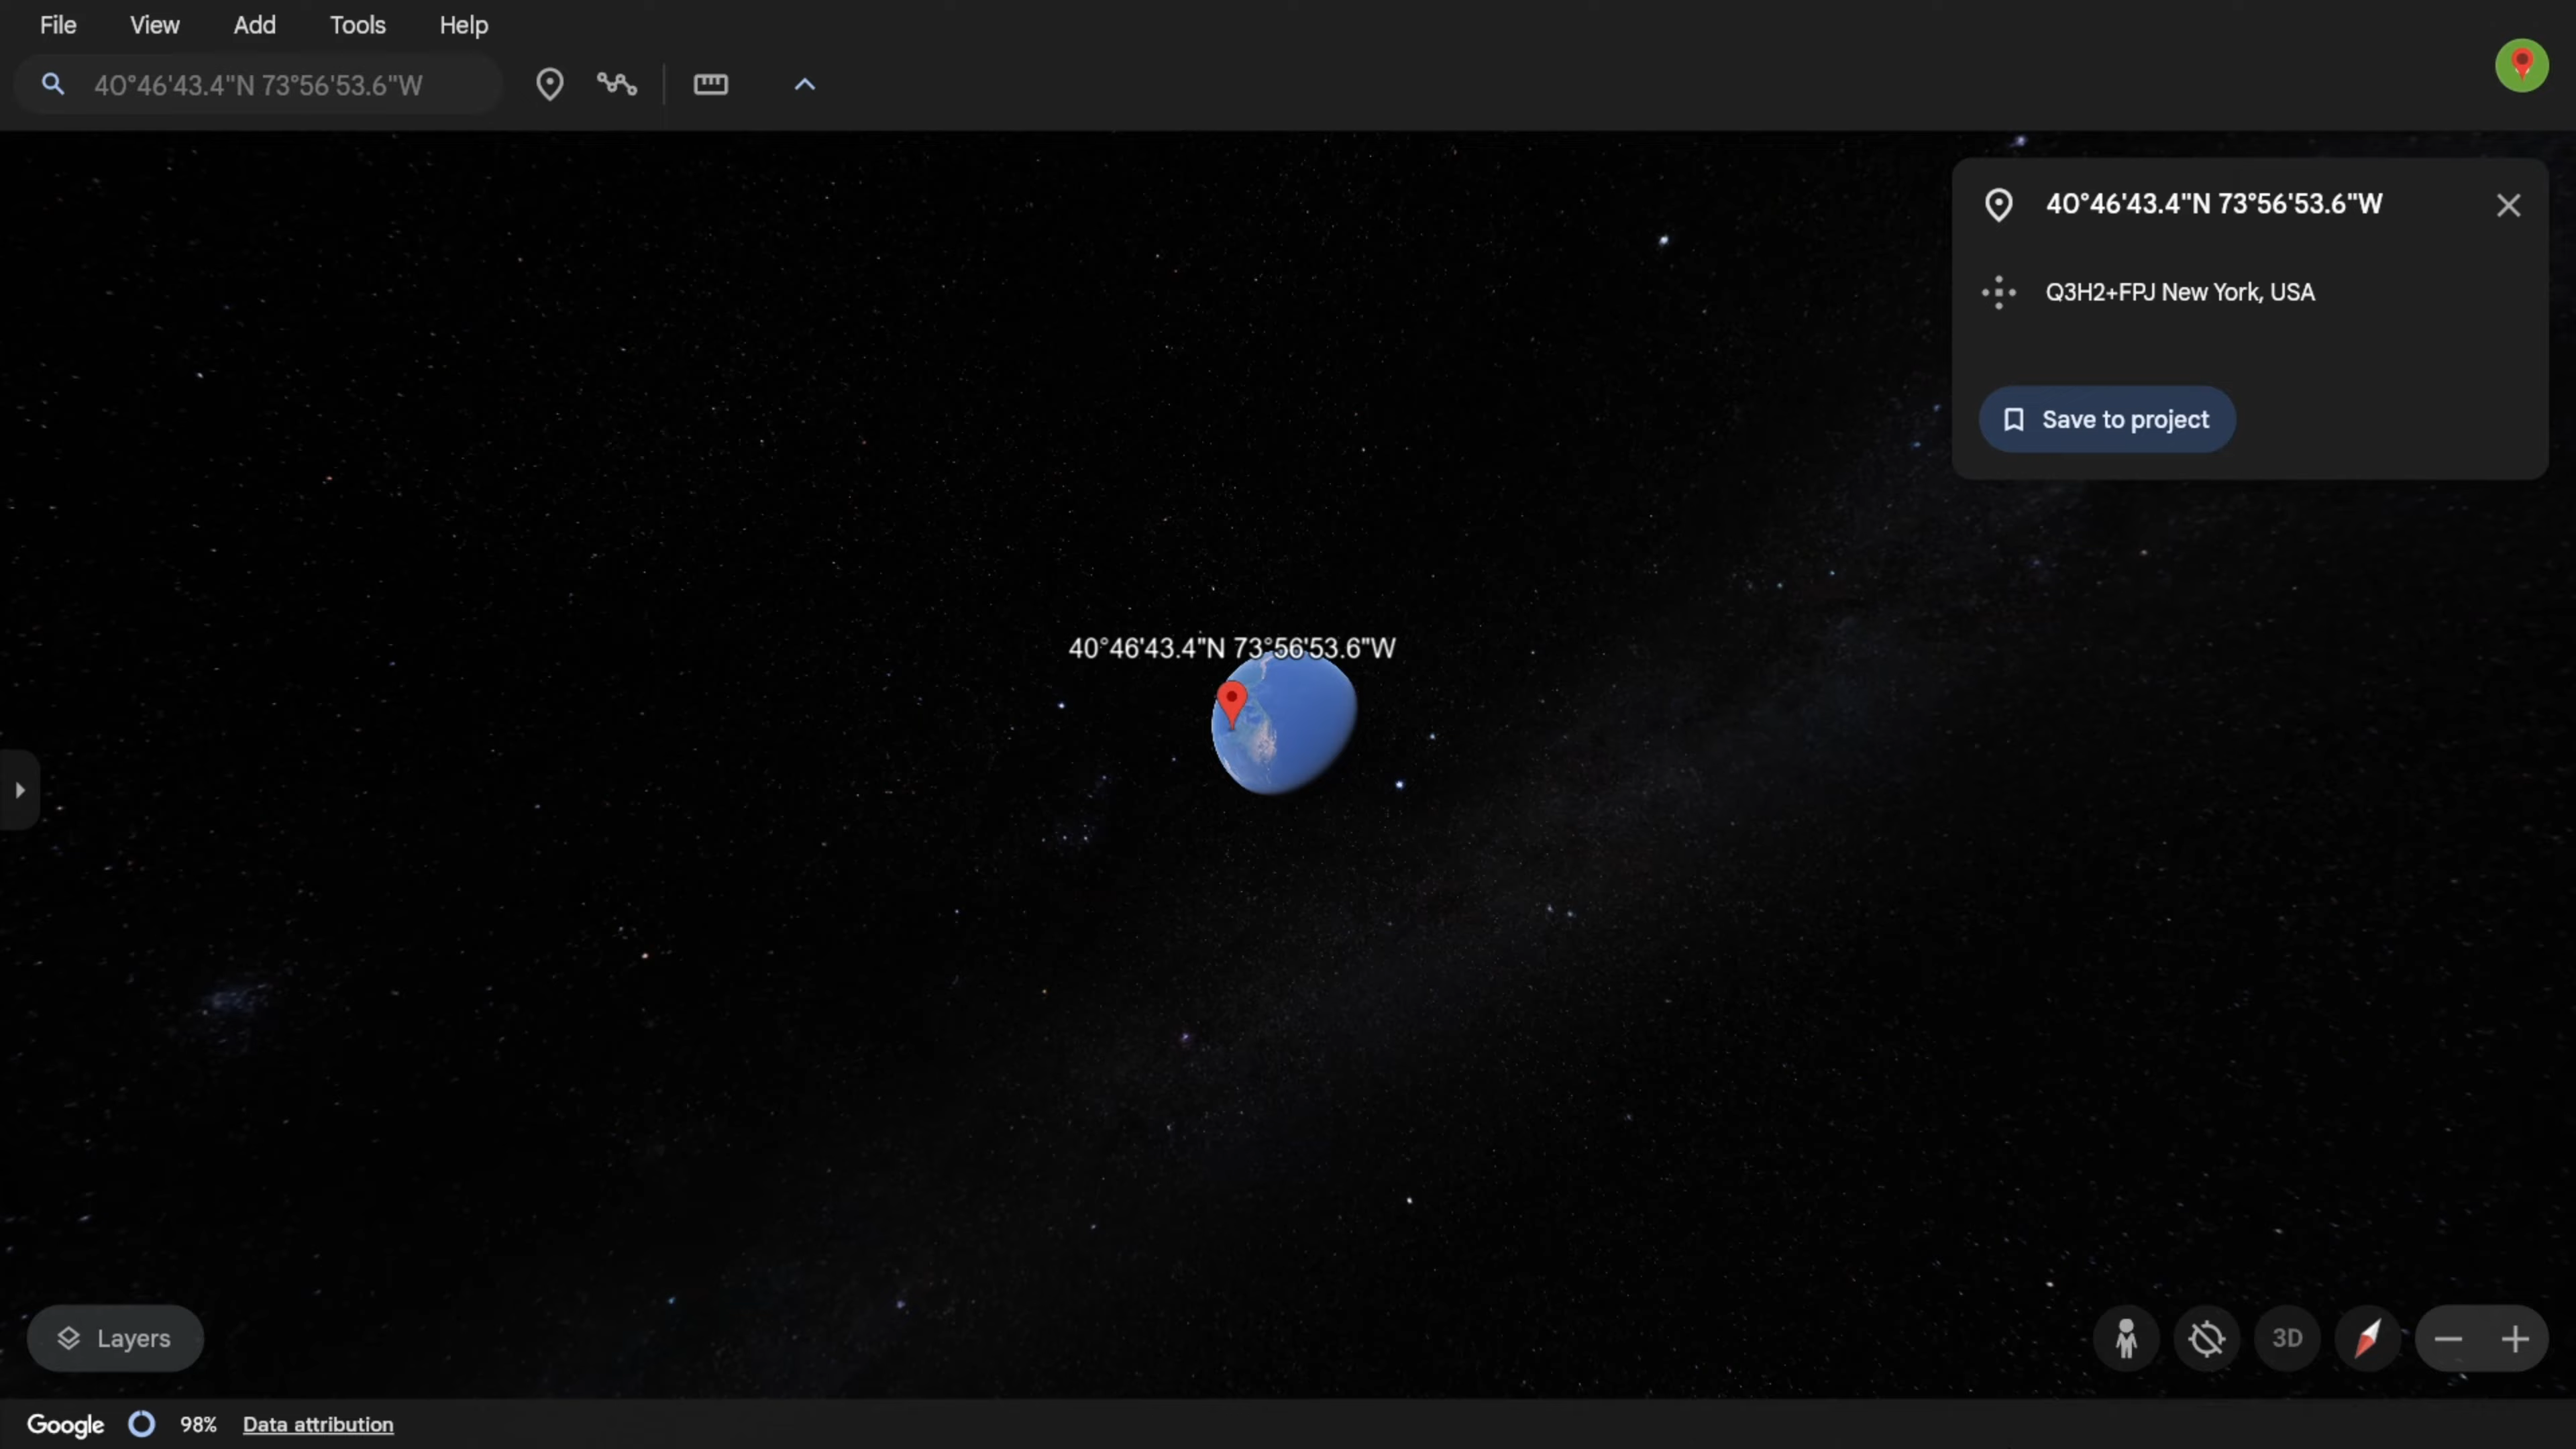 File View Add Tools Help
40°46'43.4"N 73°56'53.6"W
40°46'43.4"N 73°56'53.6"W
Q3H2+FPJ New York, USA
Save to project
40°46'43.4"N 73°56'53.6"W
Layers
3D
Google 98% Data attribution